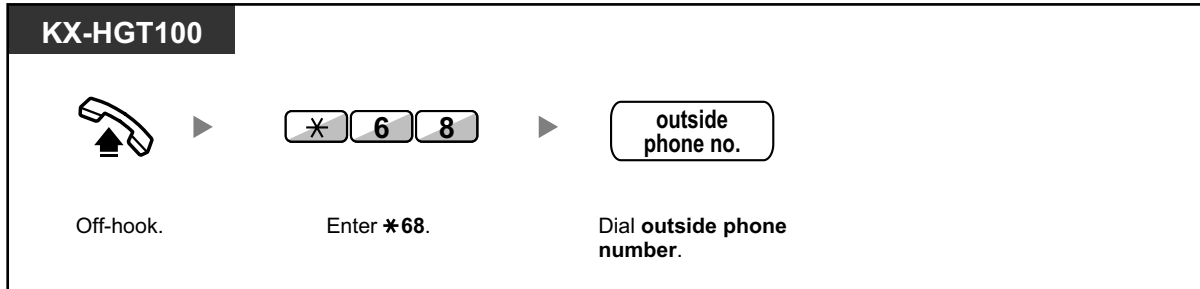 KX-HGT100
✳ 6 8
outside
phone no.
Off-hook.
Enter ✳68.
Dial outside phone
number.